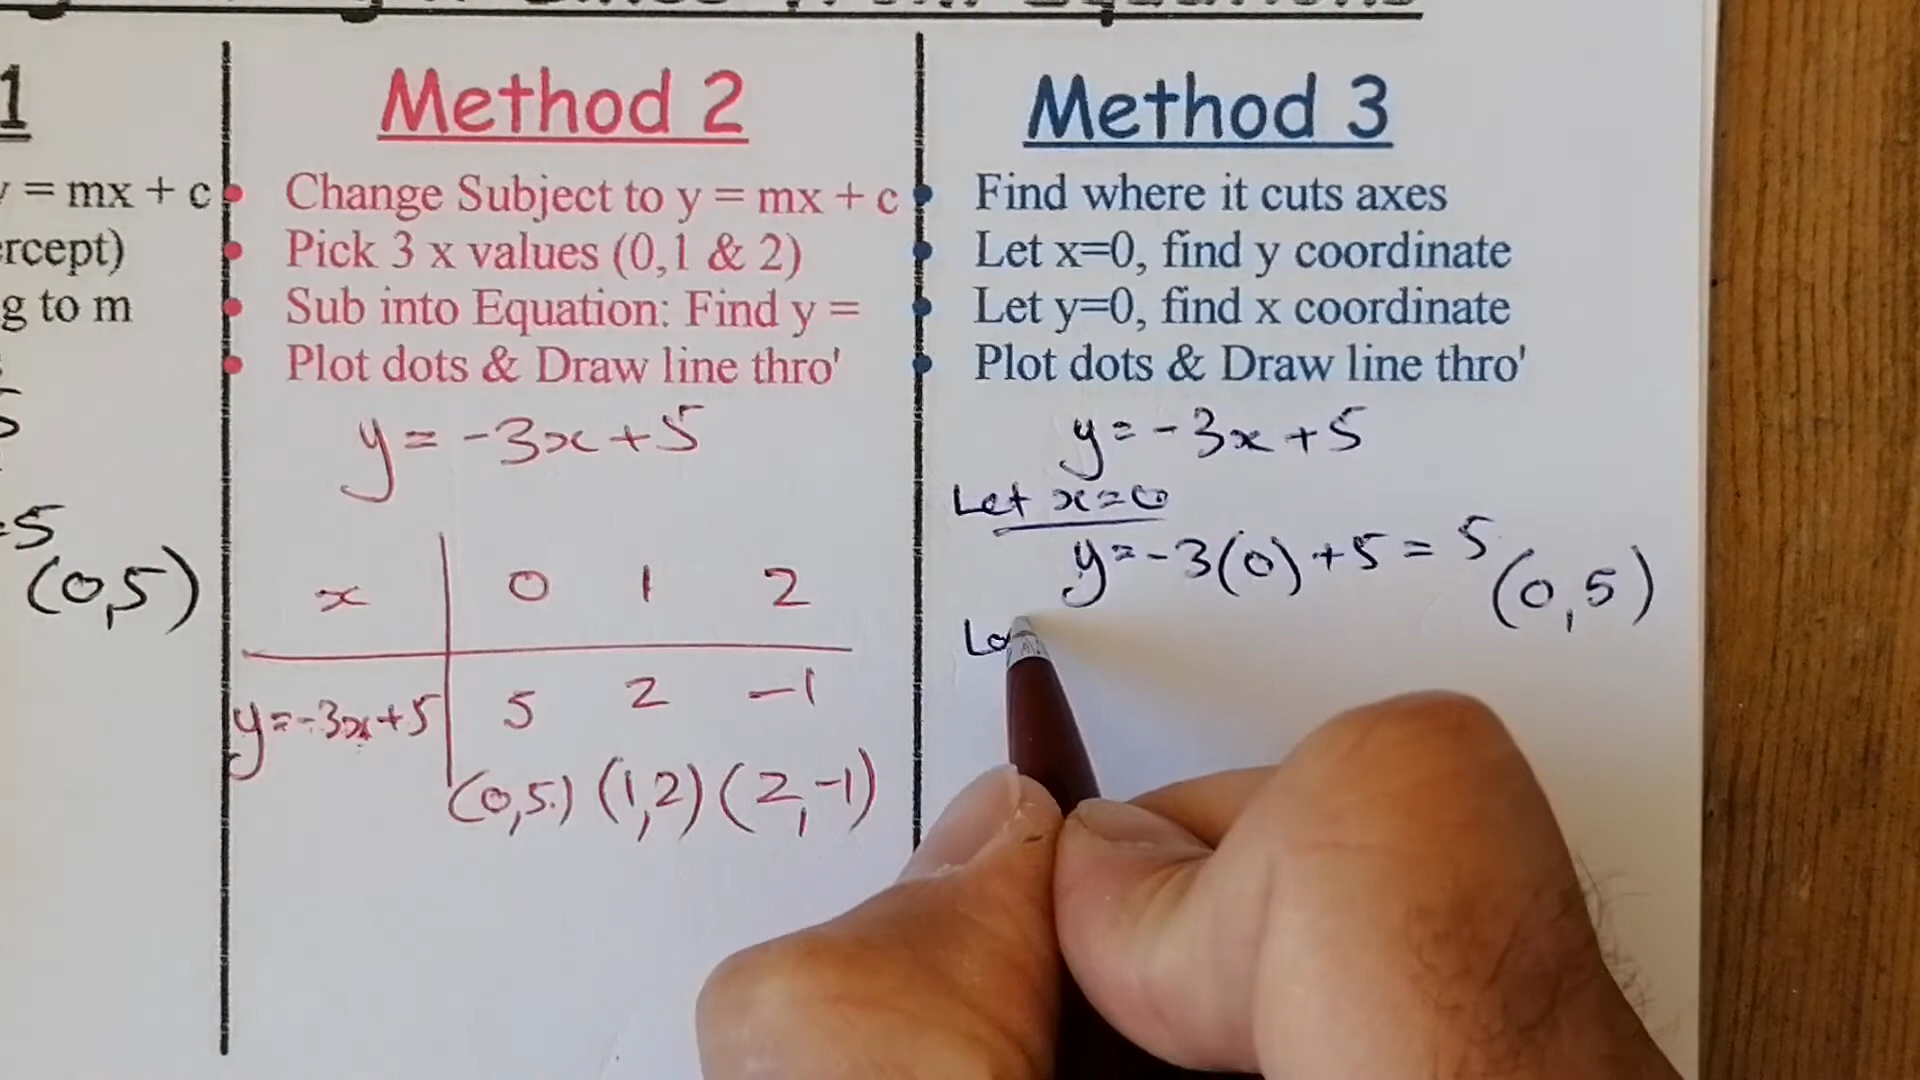 1
y = mx + c
rcept)
g to m
5
=5
(0,5)
Method 2
Change Subject to y = mx + c
Pick 3 x values (0,1 & 2)
Sub into Equation: Find y =
Plot dots & Draw line thro'
y = -3x + 5
x 0 1 2
y = -3x+5 5 2 -1
(0,5) (1,2) (2,-1)
Method 3
Find where it cuts axes
Let x=0, find y coordinate
Let y=0, find x coordinate
Plot dots & Draw line thro'
y = -3x + 5
Let x=0
y = -3(0) + 5 = 5
(0,5)
Le